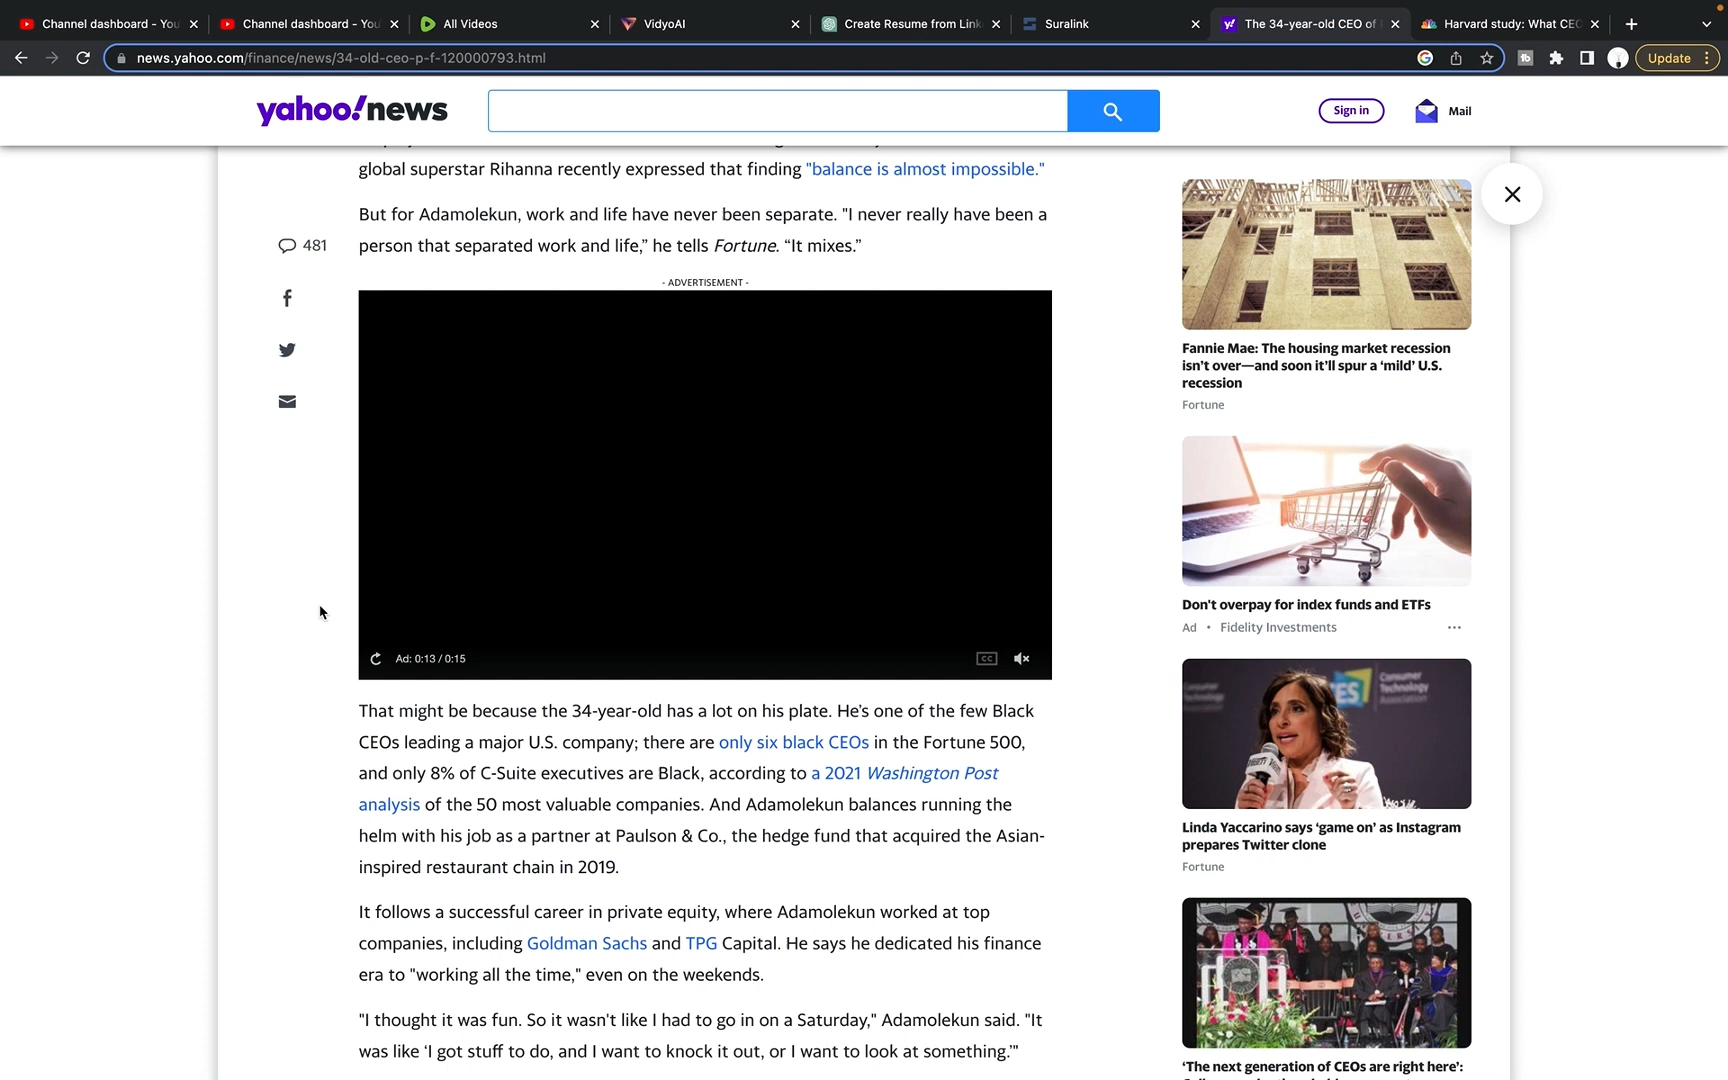 Channel dashboard - You
Channel dashboard - You
All Videos
VidyoAI
Create Resume from Link
Suralink
The 34-year-old CEO of
Harvard study: What CEO
news.yahoo.com/finance/news/34-old-ceo-p-f-120000793.html
Update
yahoo!news
Sign in
Mail
global superstar Rihanna recently expressed that finding "balance is almost impossible."
But for Adamolekun, work and life have never been separate. "I never really have been a
person that separated work and life,” he tells Fortune. “It mixes.”
481
- ADVERTISEMENT -
Ad: 0:13 / 0:15
CC
That might be because the 34-year-old has a lot on his plate. He’s one of the few Black
CEOs leading a major U.S. company; there are only six black CEOs in the Fortune 500,
and only 8% of C-Suite executives are Black, according to a 2021 Washington Post
analysis of the 50 most valuable companies. And Adamolekun balances running the
helm with his job as a partner at Paulson & Co., the hedge fund that acquired the Asian-
inspired restaurant chain in 2019.
It follows a successful career in private equity, where Adamolekun worked at top
companies, including Goldman Sachs and TPG Capital. He says he dedicated his finance
era to "working all the time," even on the weekends.
"I thought it was fun. So it wasn't like I had to go in on a Saturday," Adamolekun said. "It
was like ‘I got stuff to do, and I want to knock it out, or I want to look at something.’"
Fannie Mae: The housing market recession
isn’t over—and soon it’ll spur a ‘mild’ U.S.
recession
Fortune
Don't overpay for index funds and ETFs
Ad • Fidelity Investments
Consumer
Technology
Association
VARIETY
Linda Yaccarino says ‘game on’ as Instagram
prepares Twitter clone
Fortune
‘The next generation of CEOs are right here’: